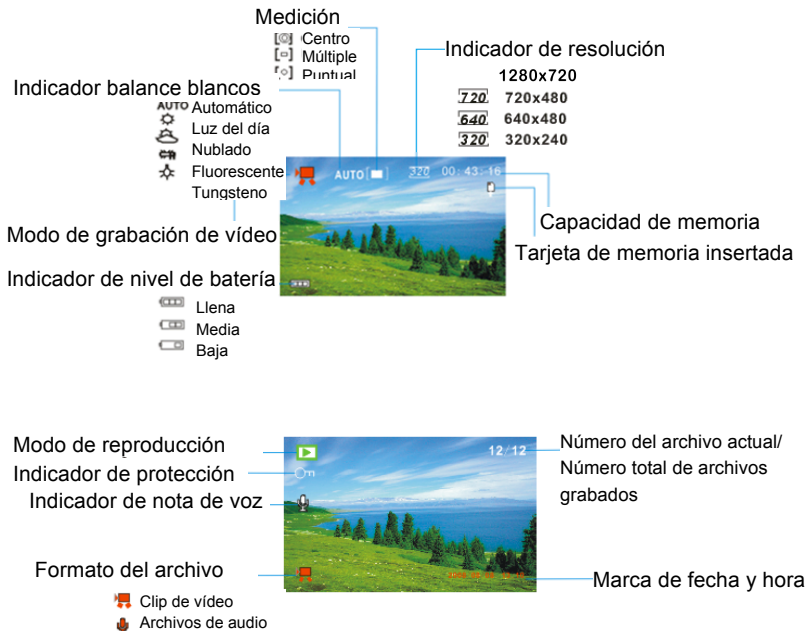 Medición
Centro
Múltiple
Puntual
Indicador de resolución
1280x720
720 720x480
640 640x480
320 320x240
Indicador balance blancos
AUTO Automático
Luz del día
Nublado
Fluorescente
Tungsteno
AUTO 320 00:43:16
Capacidad de memoria
Tarjeta de memoria insertada
Modo de grabación de vídeo
Indicador de nivel de batería
Llena
Media
Baja
Modo de reproducción
Indicador de protección
Indicador de nota de voz
12/12
Número del archivo actual/
Número total de archivos
grabados
Formato del archivo
Clip de vídeo
Archivos de audio
Marca de fecha y hora